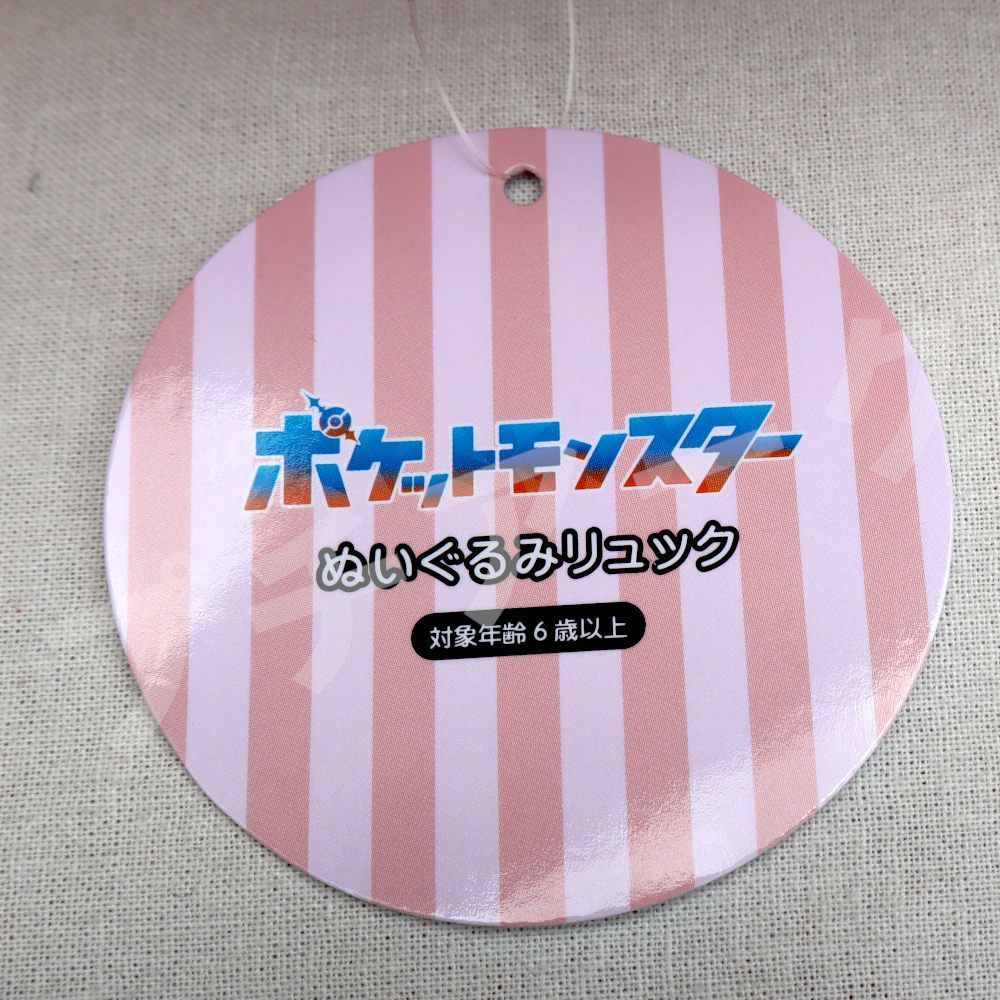 ポケットモンスター
ぬいぐるみリュック
対象年齢6歳以上